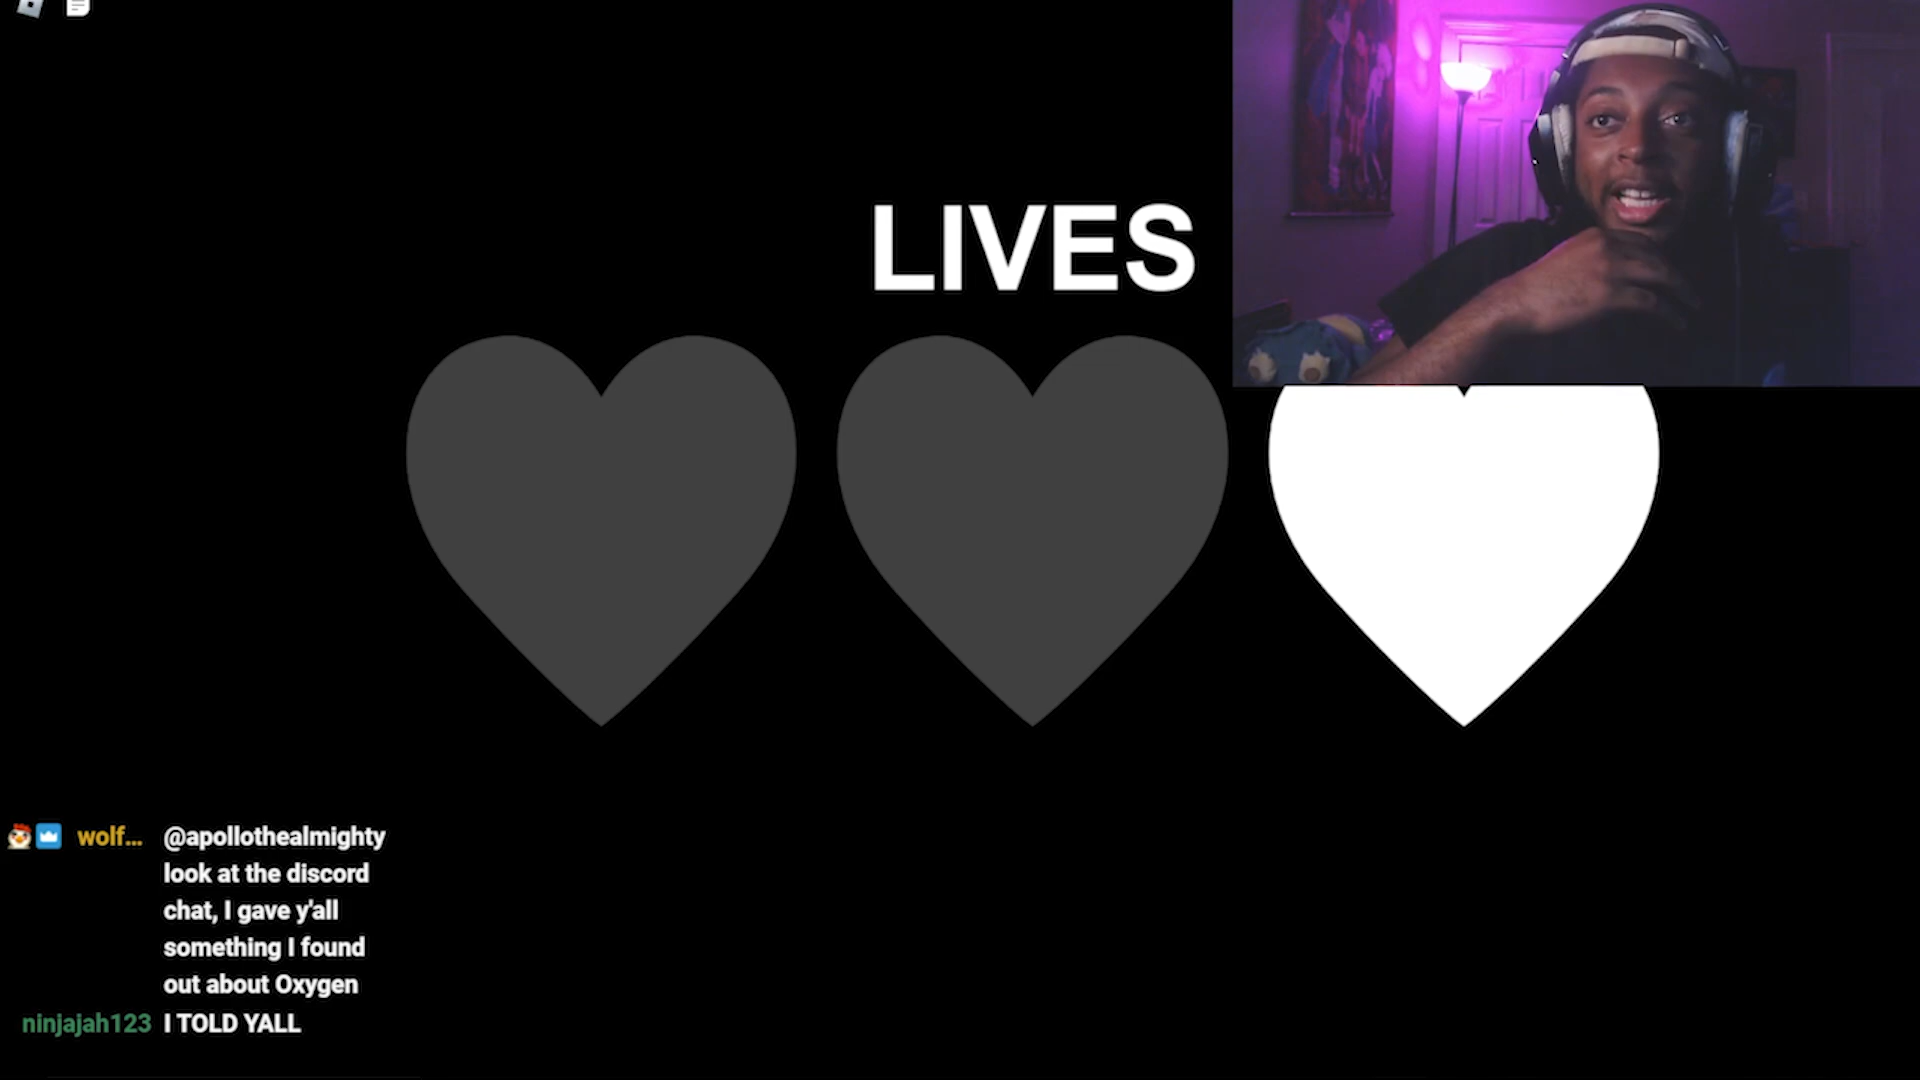 LIVES
wolf... @apollothealmighty
look at the discord
chat, I gave y'all
something I found
out about Oxygen
ninjajah123 I TOLD YALL